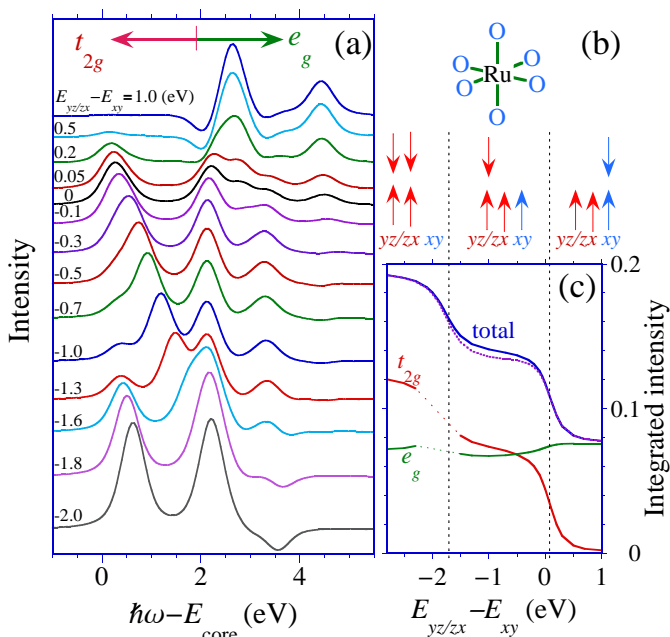 (a)
t2g
eg
Eyz/zx−Exy=1.0 (eV)
0.5
0.2
0.05
0
-0.1
-0.3
-0.5
-0.7
-1.0
-1.3
-1.6
-1.8
-2.0
Intensity
0 2 4
ħω−Ecore (eV)
(b)
O
O O
Ru
O O
O
yz/zx xy yz/zx xy yz/zx xy
(c)
total
t2g
eg
0.2
0.1
0
Integrated intensity
−2 −1 0 1
Eyz/zx−Exy (eV)